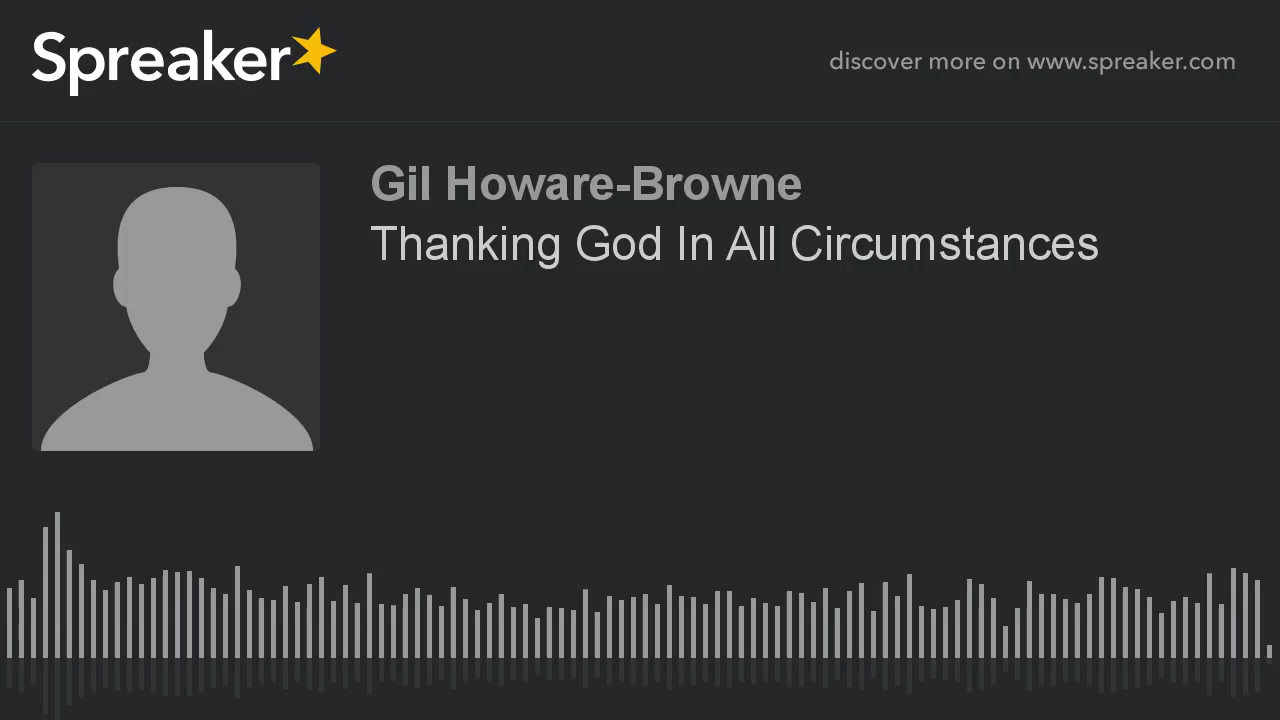 Spreaker
discover more on www.spreaker.com
Gil Howare-Browne
Thanking God In All Circumstances